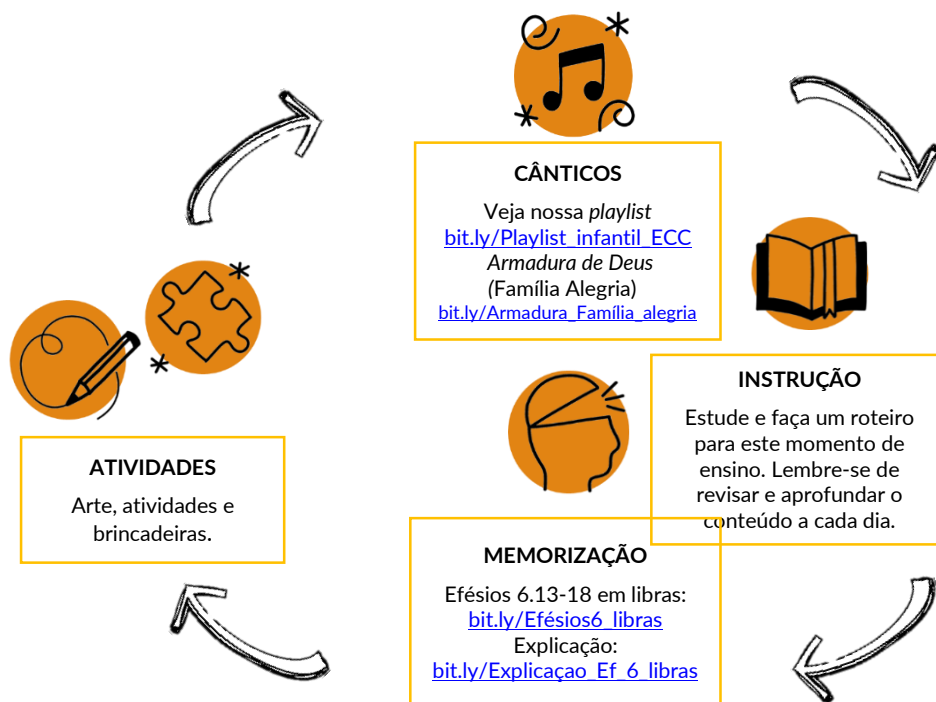 CÂNTICOS
Veja nossa playlist
bit.ly/Playlist_infantil_ECC
Armadura de Deus
(Família Alegria)
bit.ly/Armadura_Família_alegria
INSTRUÇÃO
Estude e faça um roteiro
para este momento de
ensino. Lembre-se de
revisar e aprofundar o
conteúdo a cada dia.
MEMORIZAÇÃO
Efésios 6.13-18 em libras:
bit.ly/Efésios6_libras
Explicação:
bit.ly/Explicaçao_Ef_6_libras
ATIVIDADES
Arte, atividades e
brincadeiras.